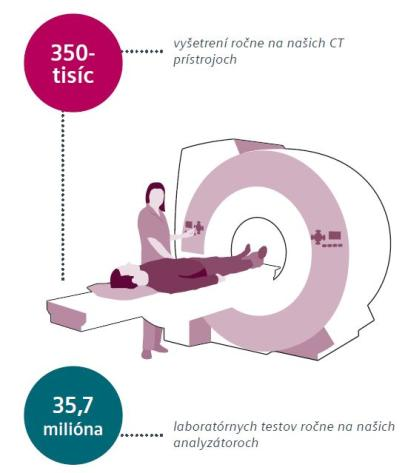 350-
tisíc
vyšetrení ročne na našich CT
prístrojoch
35,7
milióna
laboratórnych testov ročne na našich
analyzátoroch